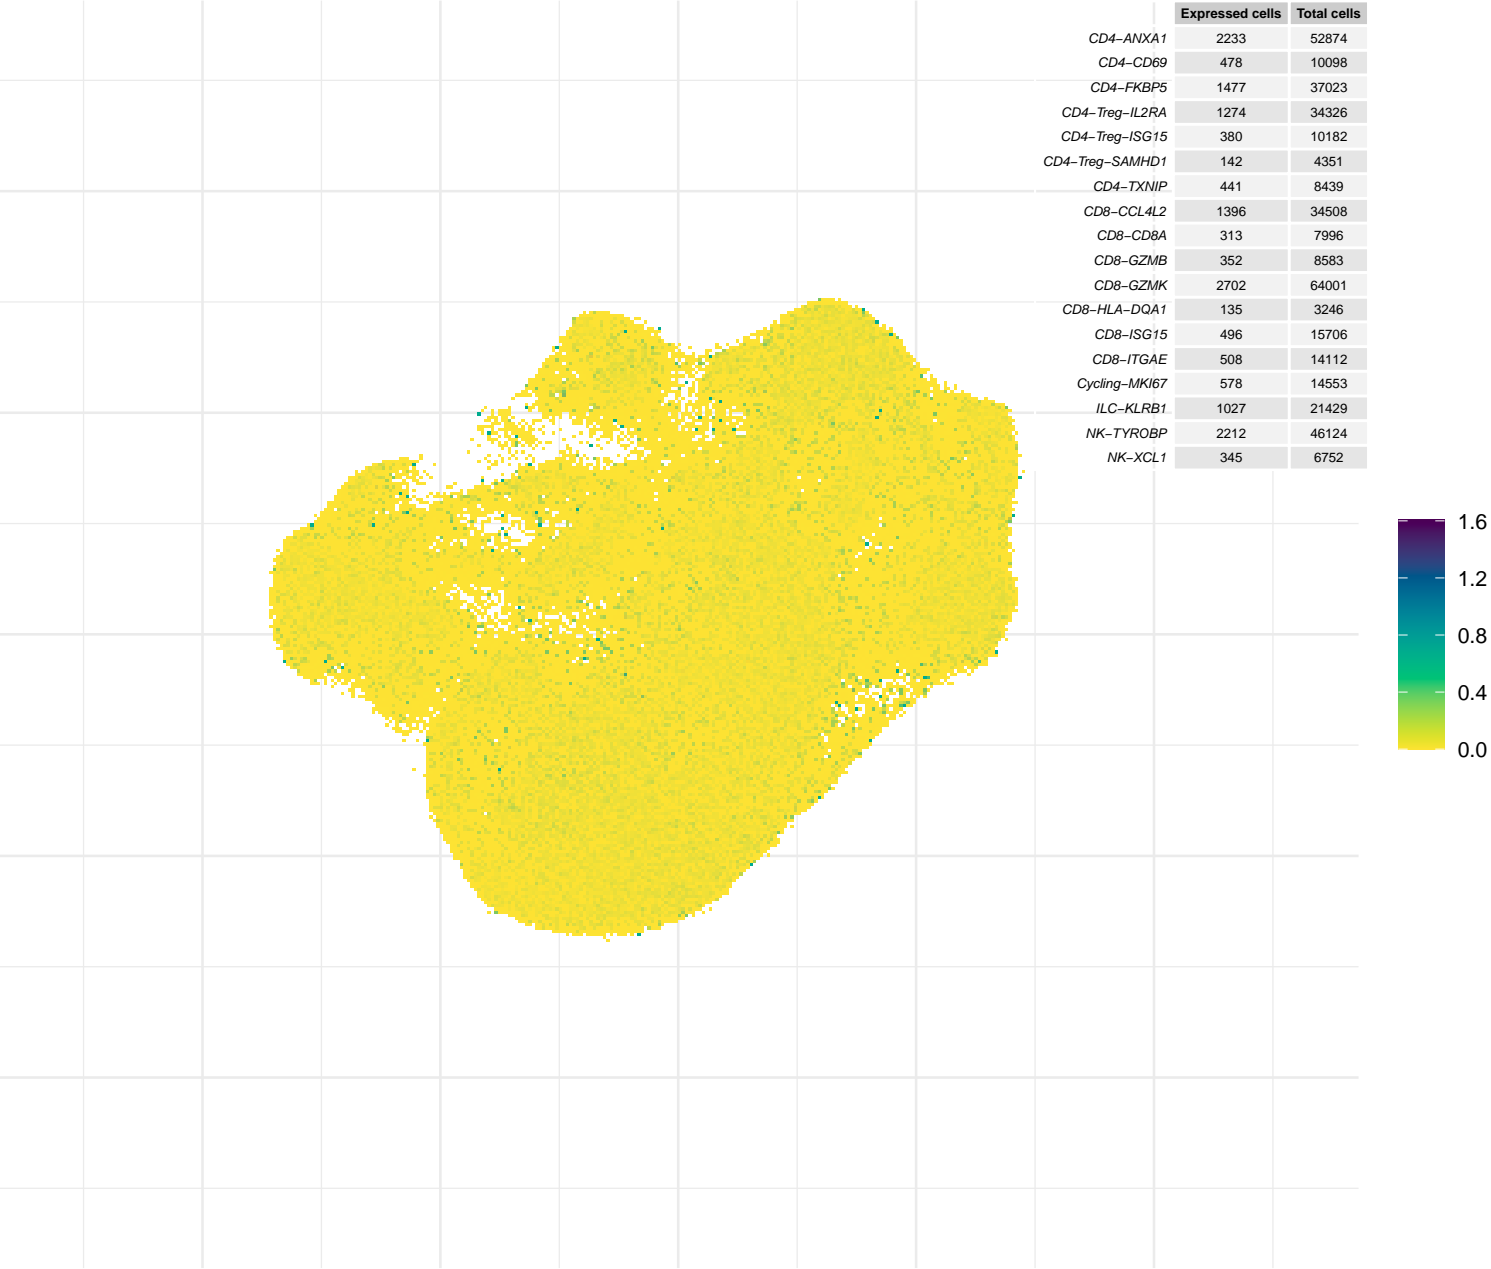 Expressed cells Total cells
CD4−ANXA1 2233 52874
CD4−CD69 478 10098
CD4−FKBP5 1477 37023
CD4−Treg−IL2RA 1274 34326
CD4−Treg−ISG15 380 10182
CD4−Treg−SAMHD1 142 4351
CD4−TXNIP 441 8439
CD8−CCL4L2 1396 34508
CD8−CD8A 313 7996
CD8−GZMB 352 8583
CD8−GZMK 2702 64001
CD8−HLA−DQA1 135 3246
CD8−ISG15 496 15706
CD8−ITGAE 508 14112
Cycling−MKI67 578 14553
ILC−KLRB1 1027 21429
NK−TYROBP 2212 46124
NK−XCL1 345 6752
1.6
1.2
0.8
0.4
0.0